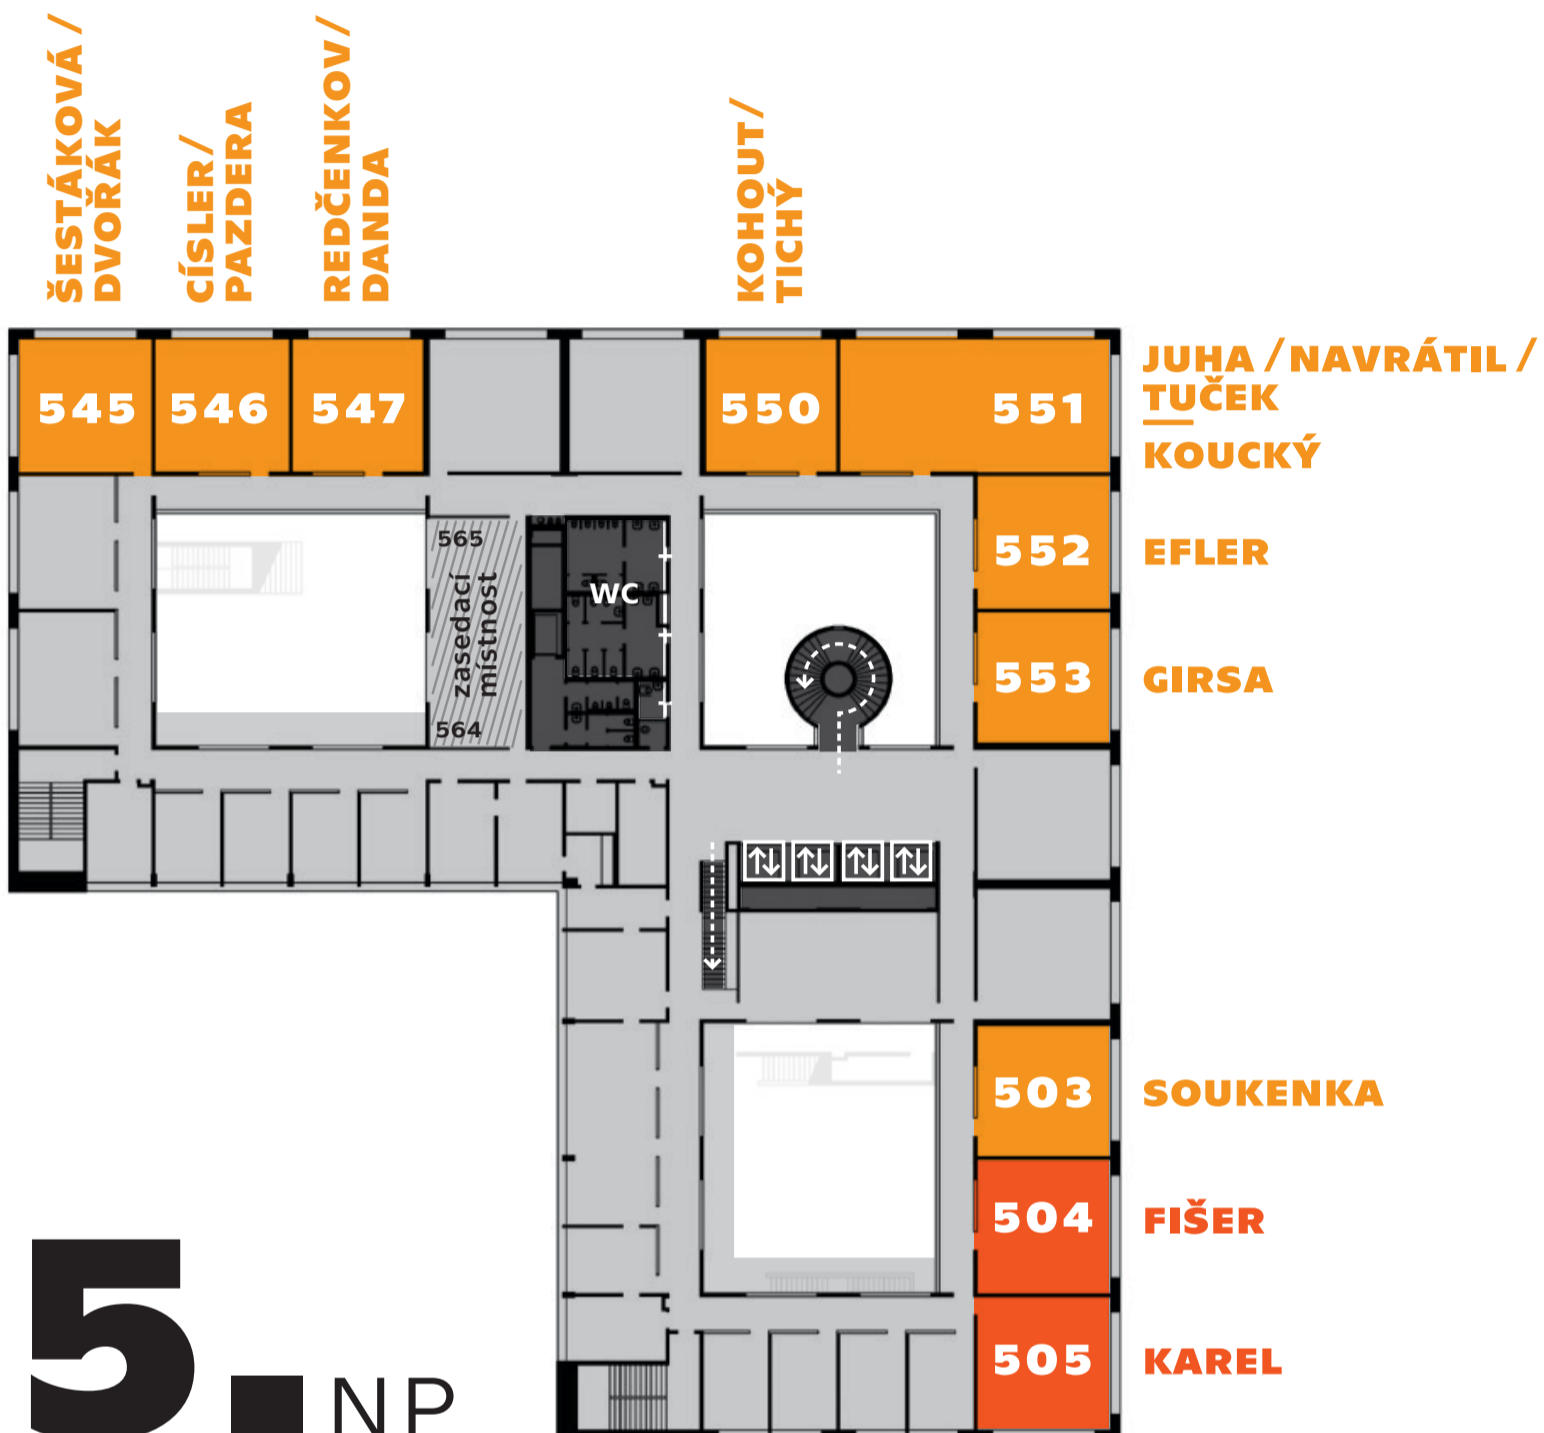 ŠESTÁKOVÁ /
DVOŘÁK
CÍSLER/
PAZDERA
REDČENKOV/
DANDA
KOHOUT/
TICHÝ
545
546
547
550
551
JUHA / NAVRÁTIL /
TUČEK
KOUCKÝ
565
zasedací
místnost
564
WC
552
EFLER
553
GIRSA
503
SOUKENKA
504
FIŠER
505
KAREL
5. NP